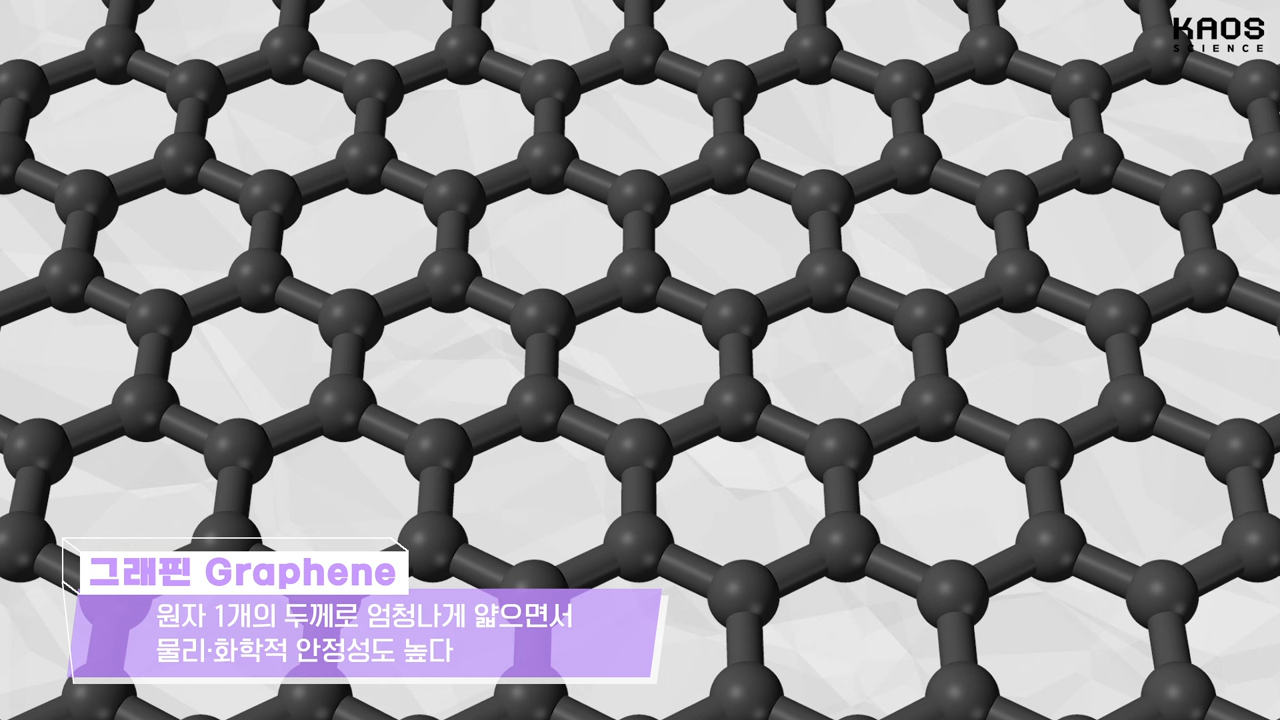 KAOS
SCIENCE
그래핀 Graphene
원자 1개의 두께로 엄청나게 얇으면서
물리·화학적 안정성도 높다